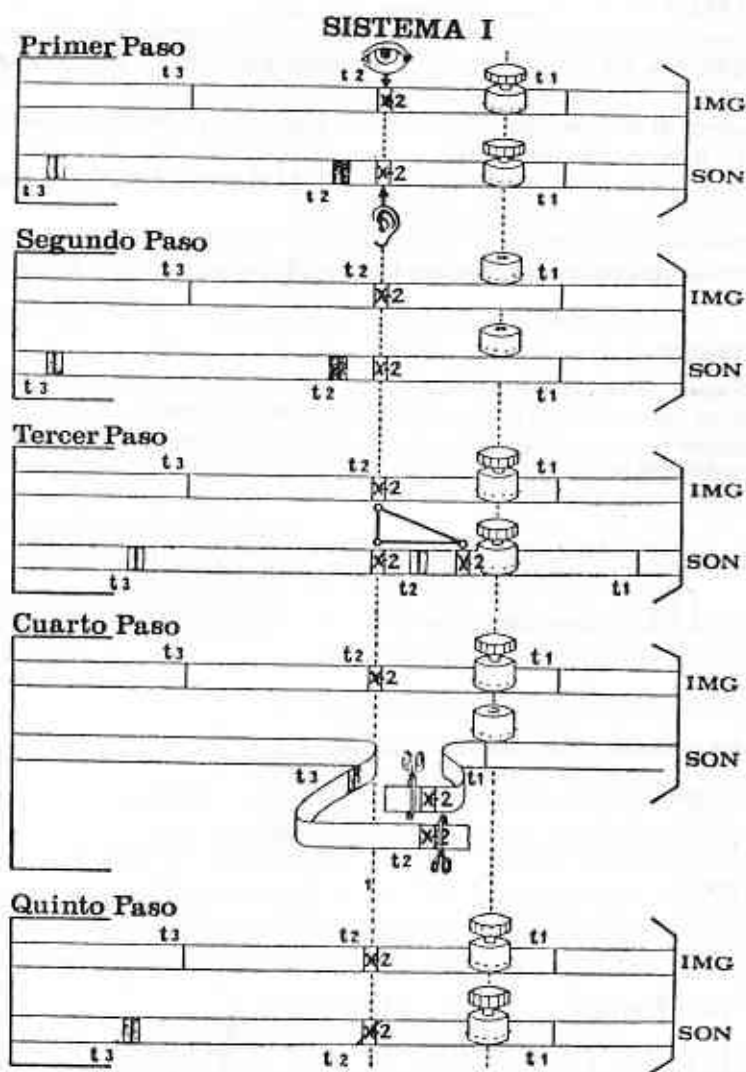 SISTEMA I
Primer Paso
t3 t2 t1
IMG
2
2
SON
t3 t2 t1
Segundo Paso
t3 t2 t1
2 IMG
2 SON
t3 t2 t1
Tercer Paso
t3 t2 t1
2 IMG
2 2 SON
t3 t2 t1
Cuarto Paso
t3 t2 t1
2 IMG
SON
t3 t1
2
2
t2
Quinto Paso
t3 t2 t1
2 IMG
2 SON
t3 t2 t1